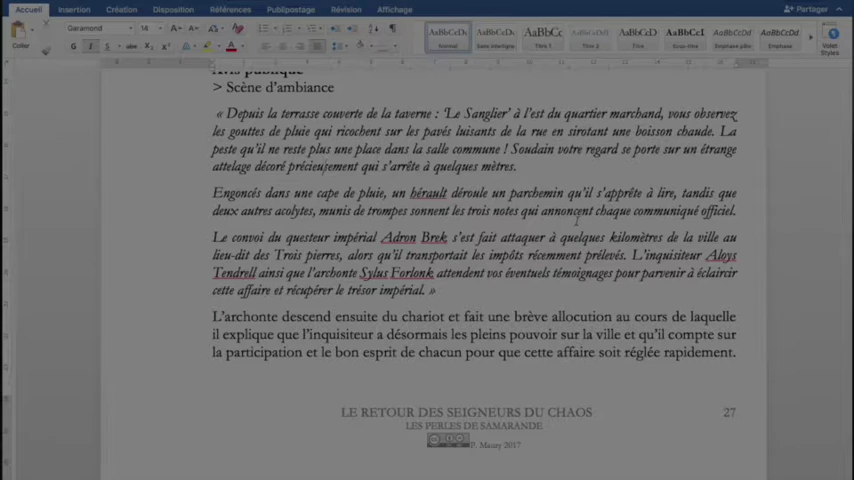 Accueil Insertion Création Disposition Références Publipostage Révision Affichage Partager
Garamond 14
Coller
AaBbCcDc AaBbCcDc AaBbCc AaBbCcD AaBbC AaBbCcDc AaBbCcD AaBbCcDd AaBbCcDd
Normal Sans interligne Titre 1 Titre 2 Titre Sous-titre Emphase pâle Emphase
Volet Styles
Avis publique
> Scène d'ambiance
« Depuis la terrasse couverte de la taverne : 'Le Sanglier' à l'est du quartier marchand, vous observez
les gouttes de pluie qui ricochent sur les pavés luisants de la rue en sirotant une boisson chaude. La
peste qu'il ne reste plus une place dans la salle commune ! Soudain votre regard se porte sur un étrange
attelage décoré précieusement qui s'arrête à quelques mètres.
Engoncés dans une cape de pluie, un hérault déroule un parchemin qu'il s'apprête à lire, tandis que
deux autres acolytes, munis de trompes sonnent les trois notes qui annoncent chaque communiqué officiel.
Le convoi du questeur impérial Adron Brek s'est fait attaquer à quelques kilomètres de la ville au
lieu-dit des Trois pierres, alors qu'il transportait les impôts récemment prélevés. L'inquisiteur Aloys
Tendrell ainsi que l'archonte Sylus Forlonk attendent vos éventuels témoignages pour parvenir à éclaircir
cette affaire et récupérer le trésor impérial. »
L'archonte descend ensuite du chariot et fait une brève allocution au cours de laquelle
il explique que l'inquisiteur a désormais les pleins pouvoir sur la ville et qu'il compte sur
la participation et le bon esprit de chacun pour que cette affaire soit réglée rapidement.
LE RETOUR DES SEIGNEURS DU CHAOS 27
LES PERLES DE SAMARANDE
P. Maury 2017